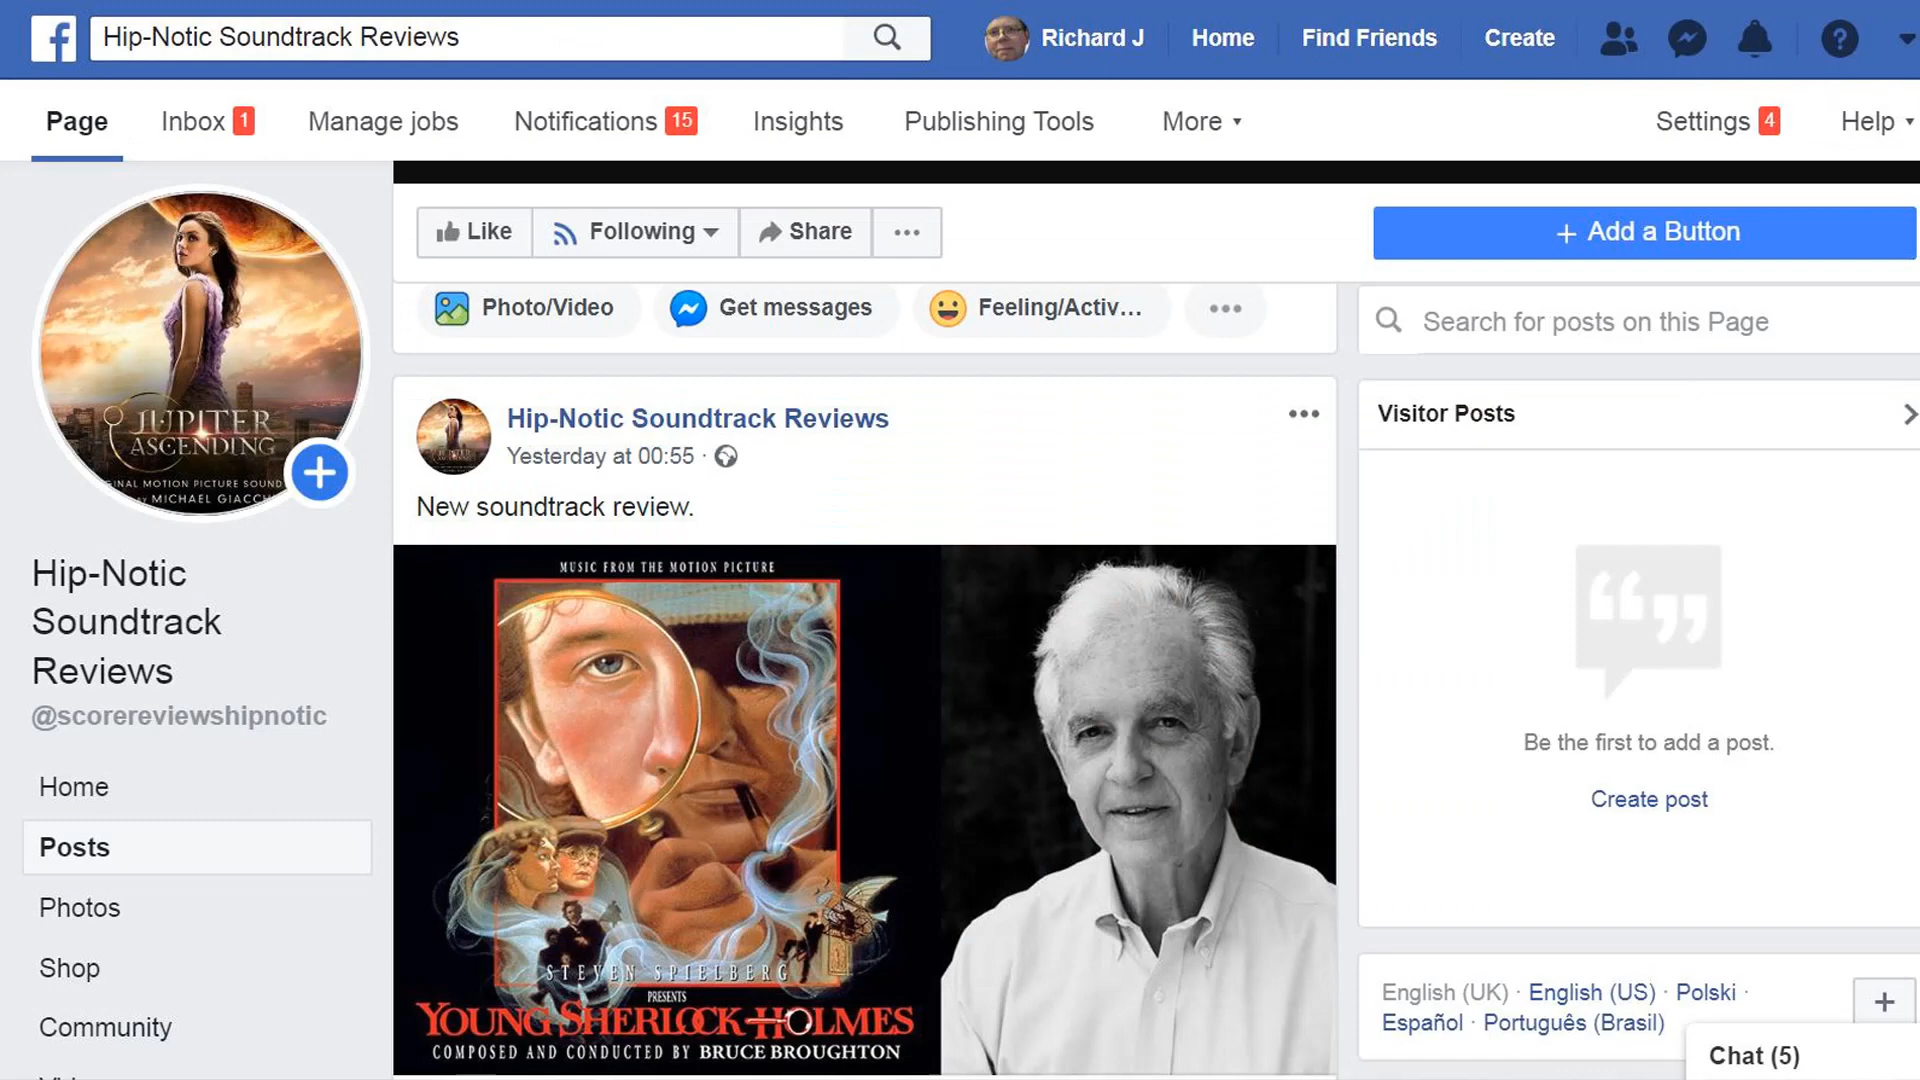 Hip-Notic Soundtrack Reviews
Richard J
Home
Find Friends
Create
Page
Inbox 1
Manage jobs
Notifications 15
Insights
Publishing Tools
More
Settings 4
Help
Like
Following
Share
+ Add a Button
Photo/Video
Get messages
Feeling/Activ...
Search for posts on this Page
JUPITER
ASCENDING
MICHAEL GIACCH
Hip-Notic
Soundtrack
Reviews
@scorereviewshipnotic
Home
Posts
Photos
Shop
Community
Hip-Notic Soundtrack Reviews
Yesterday at 00:55 ·
New soundtrack review.
MUSIC FROM THE MOTION PICTURE
STEVEN SPIELBERG
PRESENTS
YOUNG SHERLOCK HOLMES
COMPOSED AND CONDUCTED BY BRUCE BROUGHTON
Visitor Posts
Be the first to add a post.
Create post
English (UK) · English (US) · Polski ·
Español · Português (Brasil)
Chat (5)